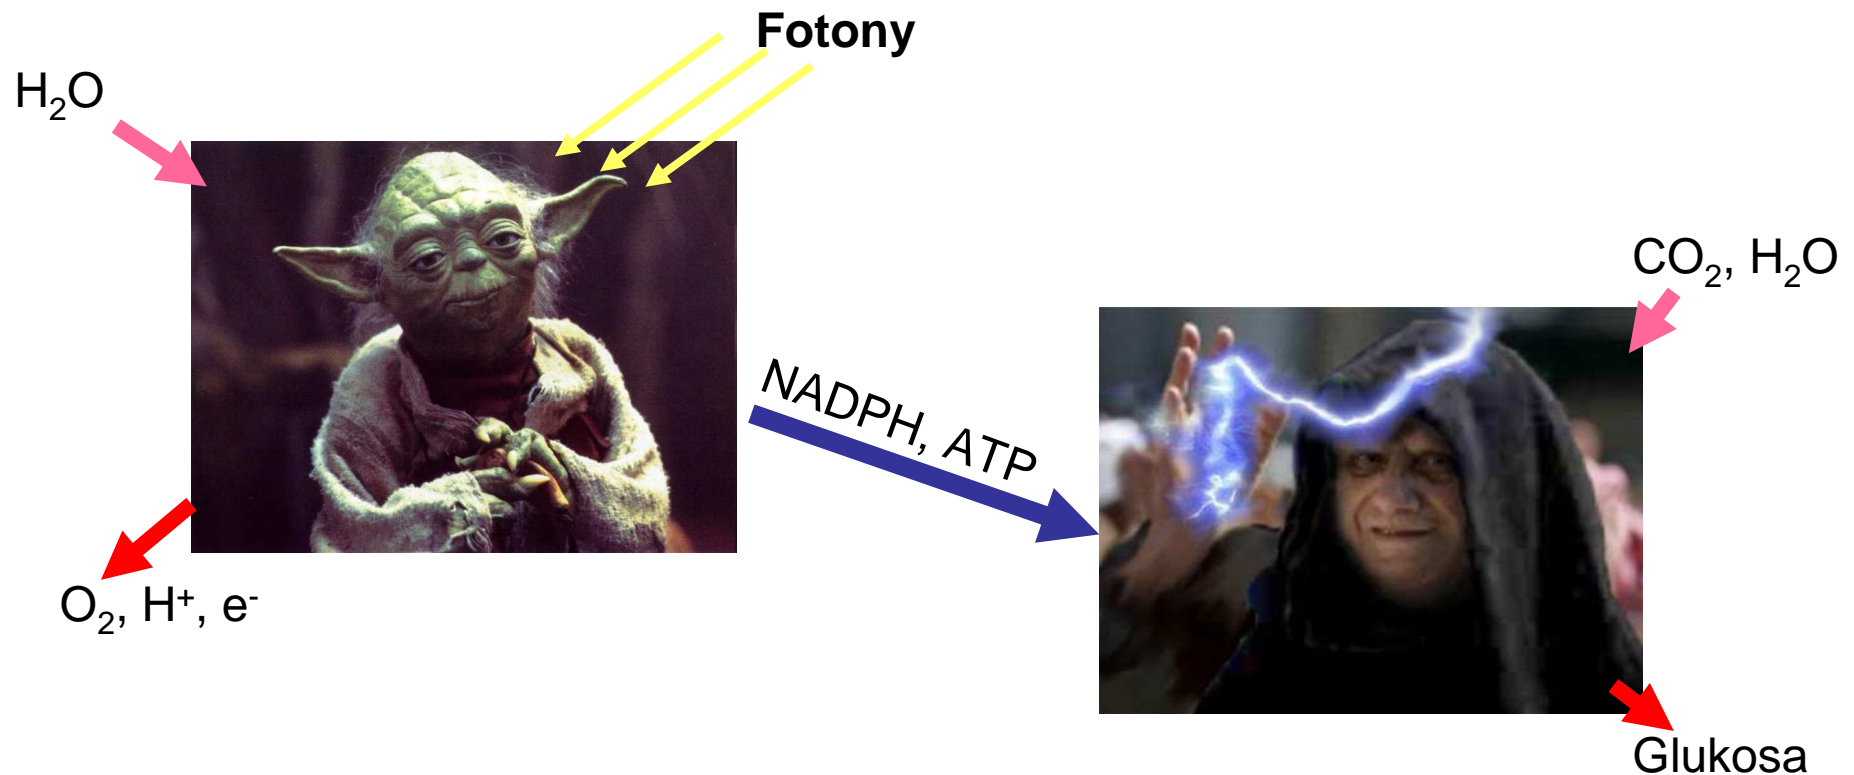 Fotony
H₂O
CO₂, H₂O
NADPH, ATP
O₂, H⁺, e⁻
Glukosa